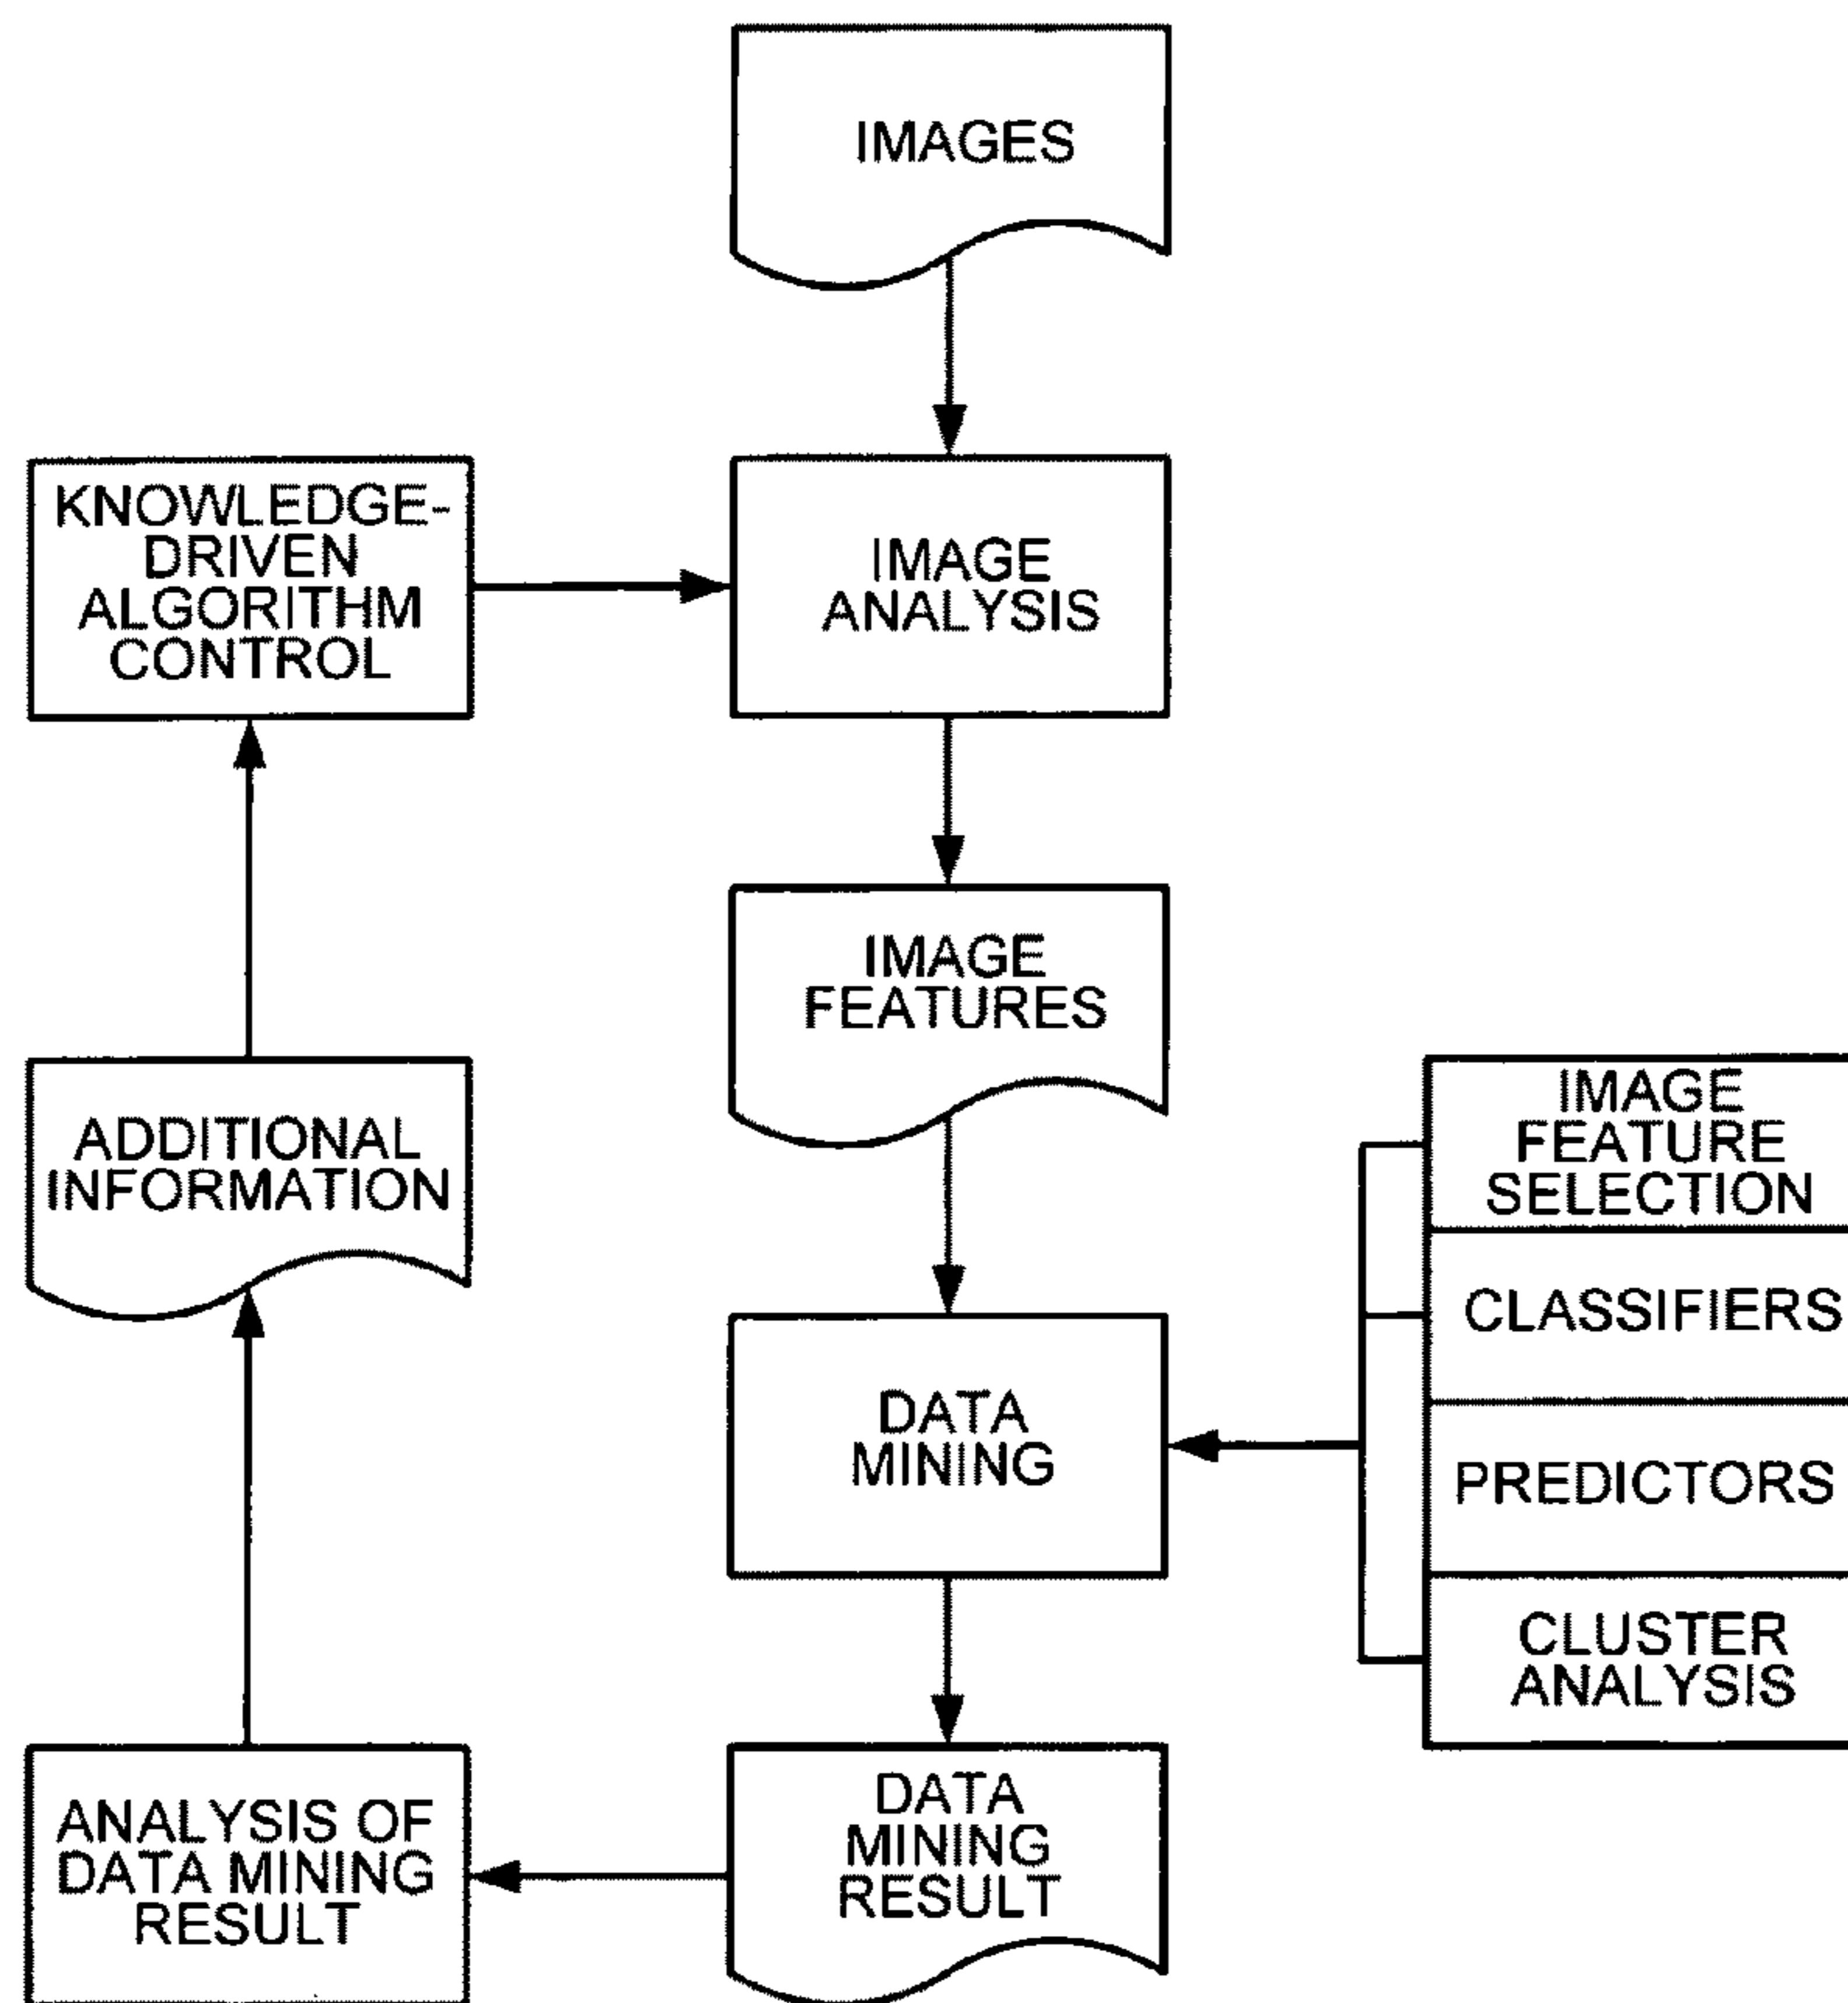 IMAGES
KNOWLEDGE-
DRIVEN
ALGORITHM
CONTROL
IMAGE
ANALYSIS
IMAGE
FEATURES
ADDITIONAL
INFORMATION
IMAGE
FEATURE
SELECTION
CLASSIFIERS
PREDICTORS
CLUSTER
ANALYSIS
DATA
MINING
ANALYSIS OF
DATA MINING
RESULT
DATA
MINING
RESULT